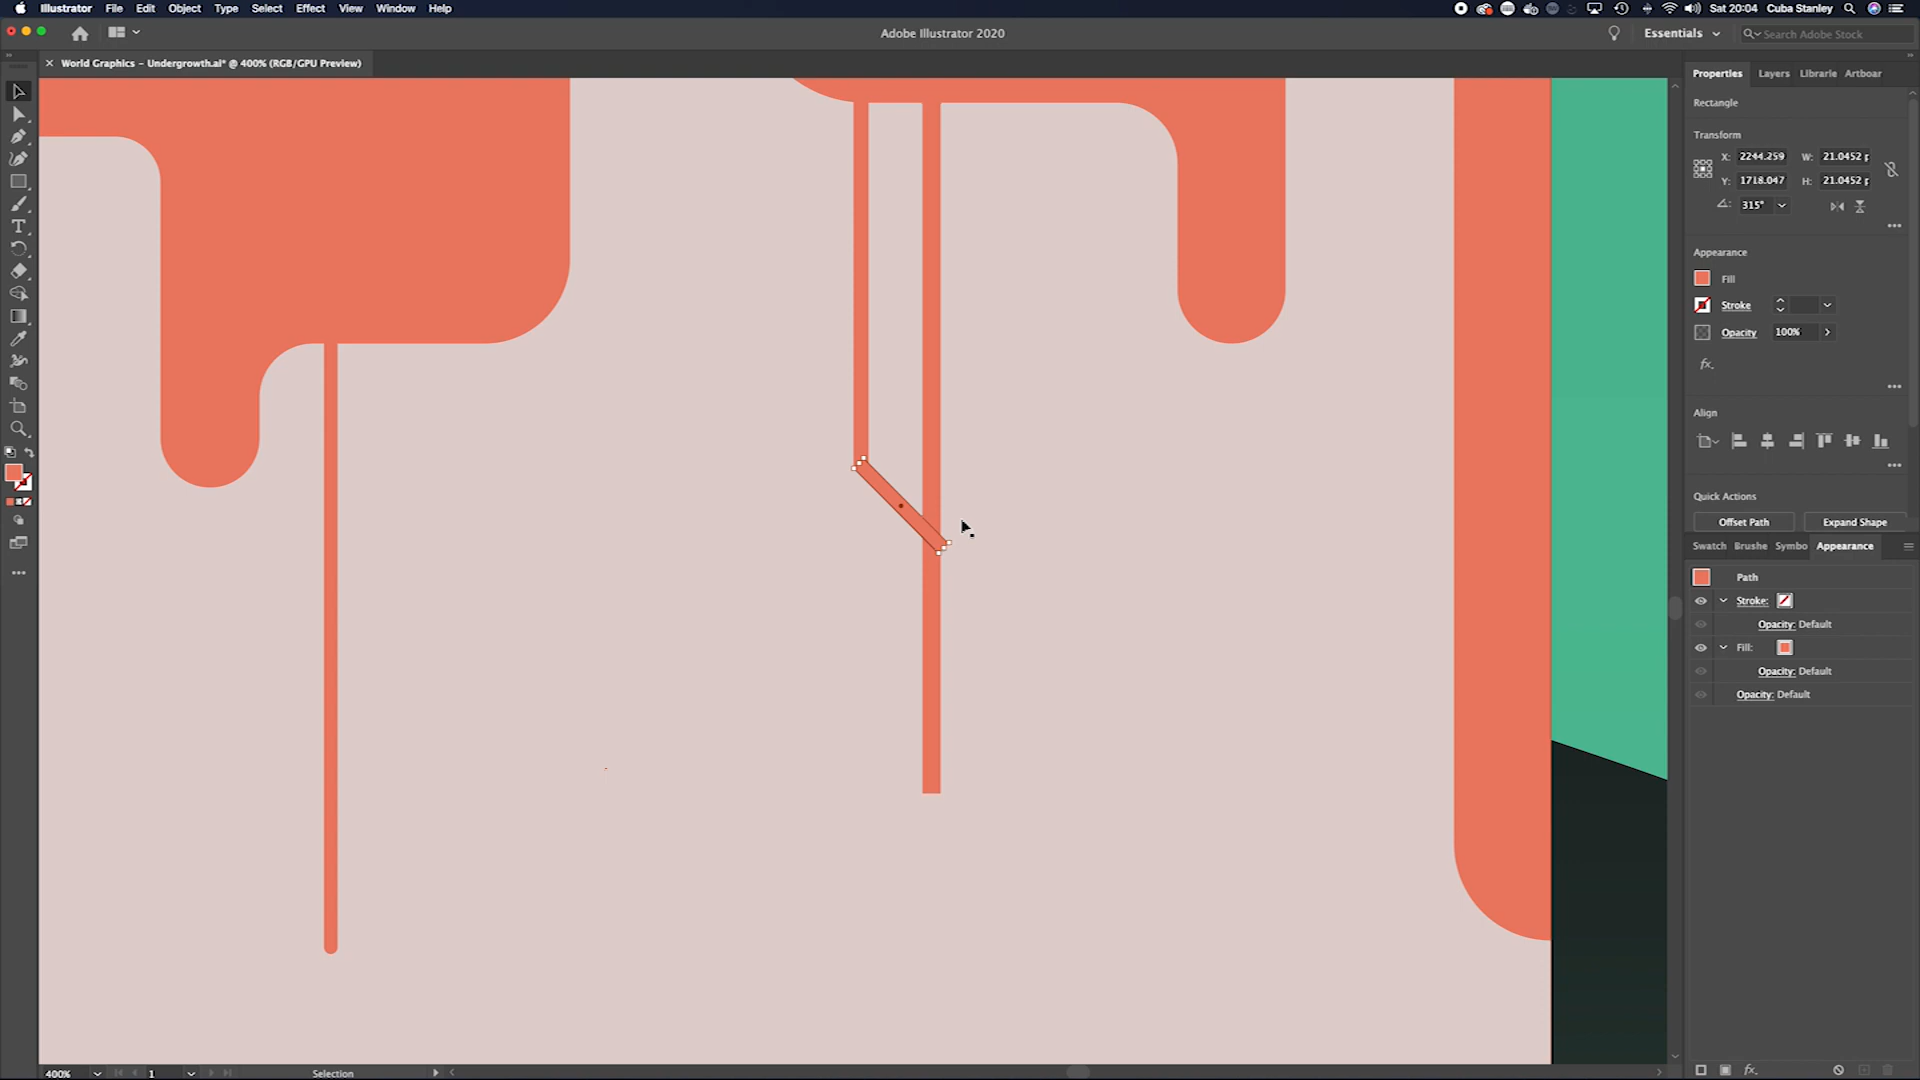 Illustrator File Edit Object Type Select Effect View Window Help
Sat 20:04 Cuba Stanley
Adobe Illustrator 2020
Essentials
Search Adobe Stock
× World Graphics – Undergrowth.ai* @ 400% (RGB/GPU Preview)
Properties Layers Librarie Artboar
Rectangle
Transform
X: 2244.259 W: 21.0452 p
Y: 1718.047 H: 21.0452 p
315°
Appearance
Fill
Stroke
Opacity 100% >
fx.
Align
Quick Actions
Offset Path Expand Shape
Swatch Brushe Symbo Appearance
Path
Stroke:
Opacity: Default
Fill:
Opacity: Default
Opacity: Default
400% 1 Selection
fx.